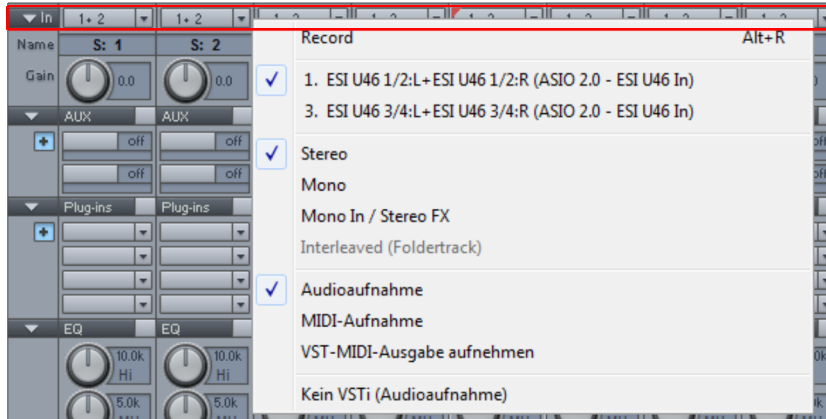 In 1+ 2 1+ 2
Record Alt+R
Name S: 1 S: 2
Gain 0.0 0.0
1. ESI U46 1/2:L+ESI U46 1/2:R (ASIO 2.0 - ESI U46 In)
3. ESI U46 3/4:L+ESI U46 3/4:R (ASIO 2.0 - ESI U46 In)
AUX AUX
off off
Stereo
off off
Mono
Plug-ins Plug-ins
Mono In / Stereo FX
Interleaved (Foldertrack)
Audioaufnahme
MIDI-Aufnahme
EQ EQ
VST-MIDI-Ausgabe aufnehmen
10.0k 10.0k
Hi Hi
Kein VSTi (Audioaufnahme)
5.0k 5.0k